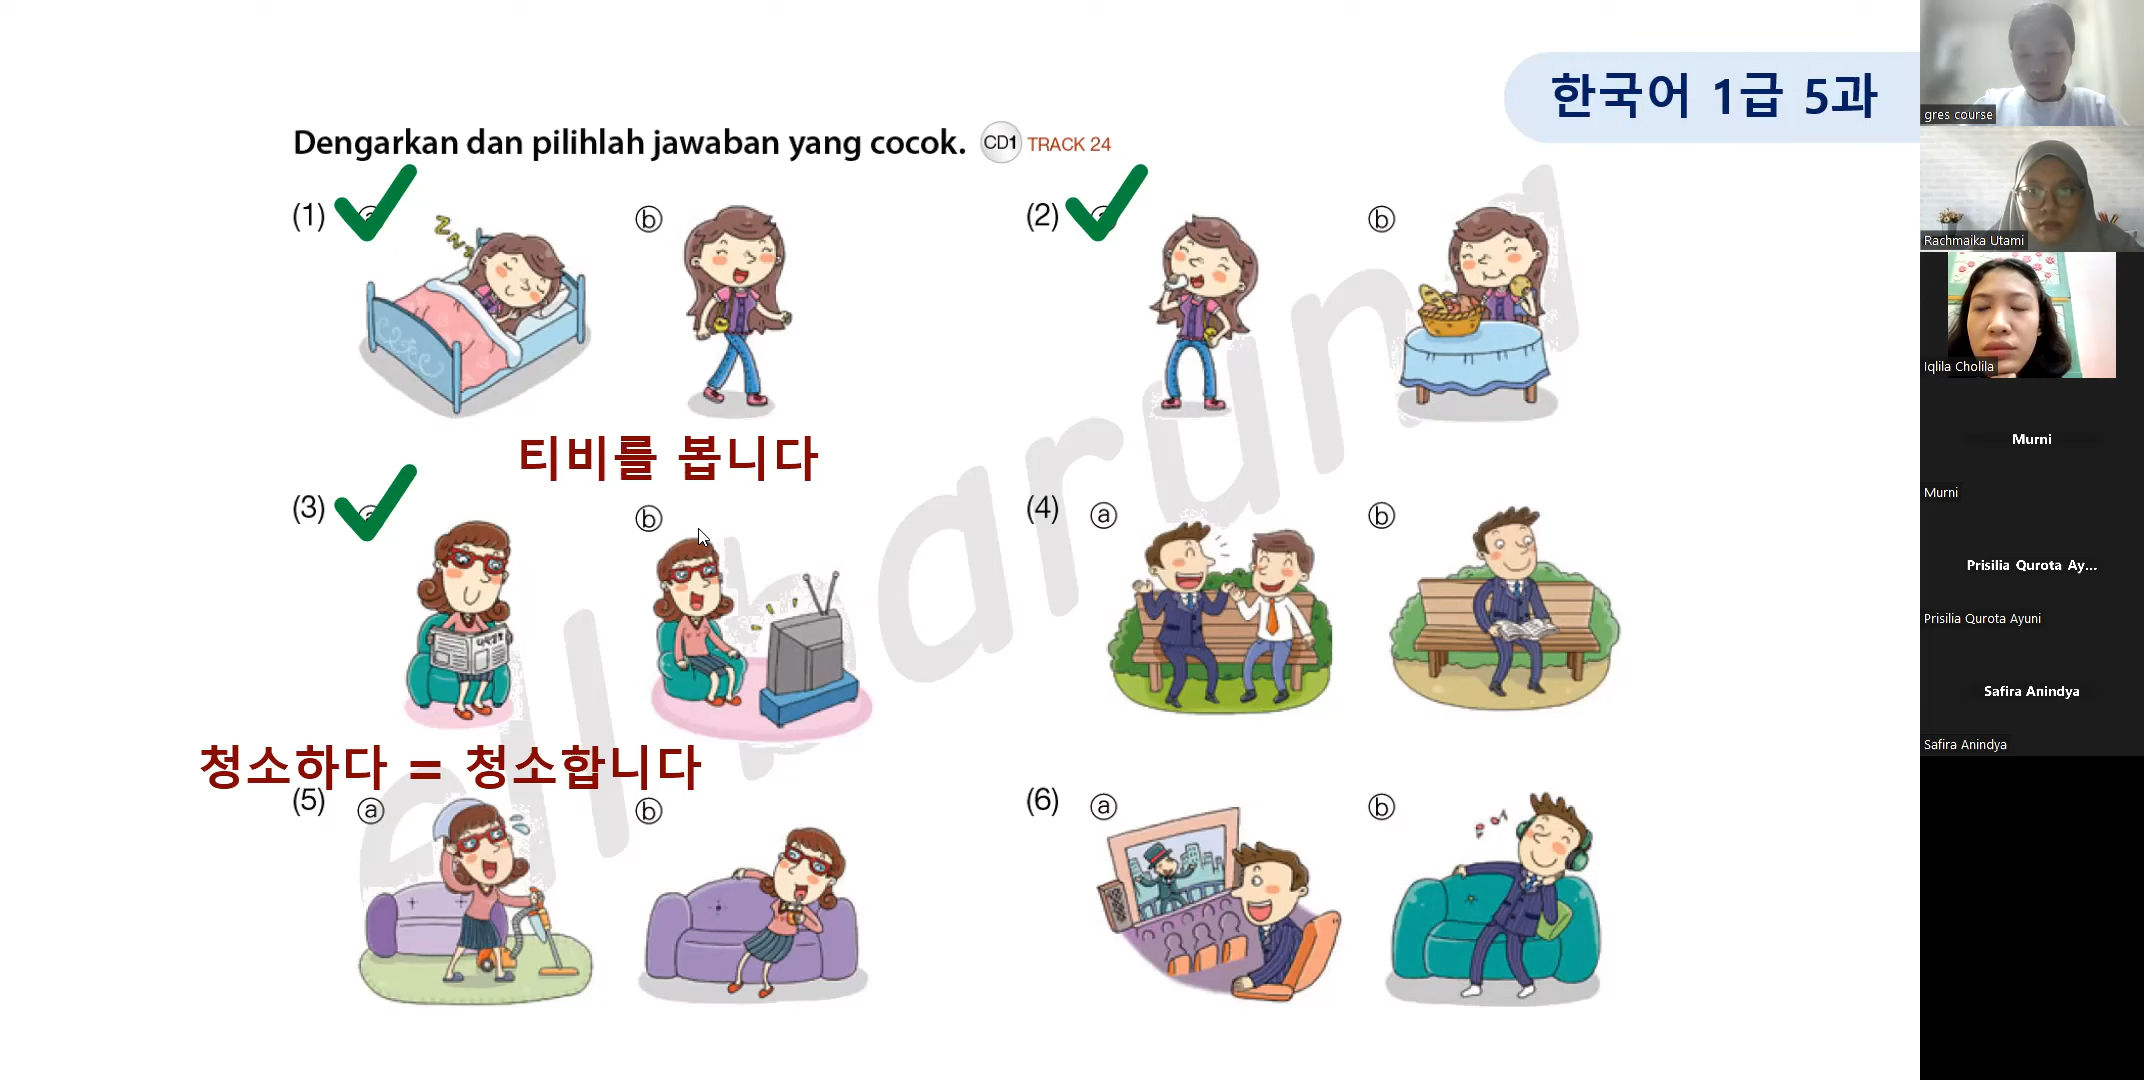 한국어 1급 5과
Dengarkan dan pilihlah jawaban yang cocok. CD1 TRACK 24
(1) ⓑ
(2) ⓑ
티비를 봅니다
(3) ⓑ
(4) ⓐ ⓑ
청소하다 = 청소합니다
(5) ⓐ ⓑ
(6) ⓐ ⓑ
all barung
gres course
Rachmaika Utami
Iqlila Cholila
Murni
Murni
Prisilia Qurota Ay...
Prisilia Qurota Ayuni
Safira Anindya
Safira Anindya